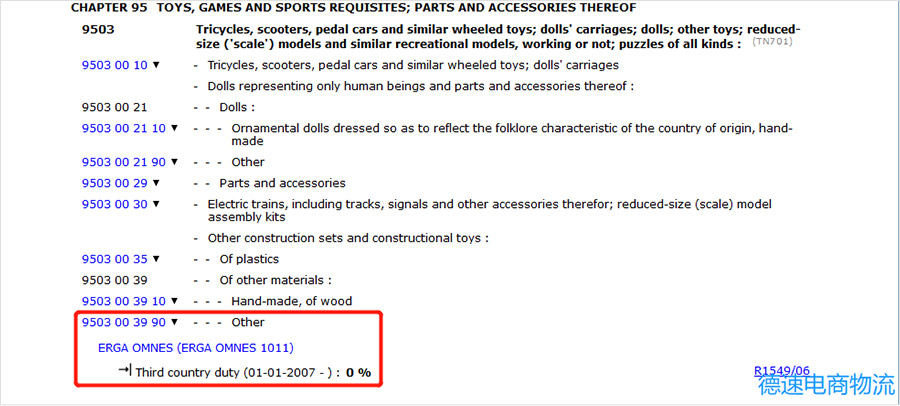 CHAPTER 95 TOYS, GAMES AND SPORTS REQUISITES; PARTS AND ACCESSORIES THEREOF
9503 Tricycles, scooters, pedal cars and similar wheeled toys; dolls' carriages; dolls; other toys; reduced-
size ('scale') models and similar recreational models, working or not; puzzles of all kinds : (TN701)
9503 00 10 ▼ - Tricycles, scooters, pedal cars and similar wheeled toys; dolls' carriages
- Dolls representing only human beings and parts and accessories thereof :
9503 00 21 - - Dolls :
9503 00 21 10 ▼ - - - Ornamental dolls dressed so as to reflect the folklore characteristic of the country of origin, hand-
made
9503 00 21 90 ▼ - - - Other
9503 00 29 ▼ - - Parts and accessories
9503 00 30 ▼ - Electric trains, including tracks, signals and other accessories therefor; reduced-size (scale) model
assembly kits
- Other construction sets and constructional toys :
9503 00 35 ▼ - - Of plastics
9503 00 39 - - Of other materials :
9503 00 39 10 ▼ - - - Hand-made, of wood
9503 00 39 90 ▼ - - - Other
ERGA OMNES (ERGA OMNES 1011)
Third country duty (01-01-2007 - ) : 0 %
R1549/06
德速电商物流